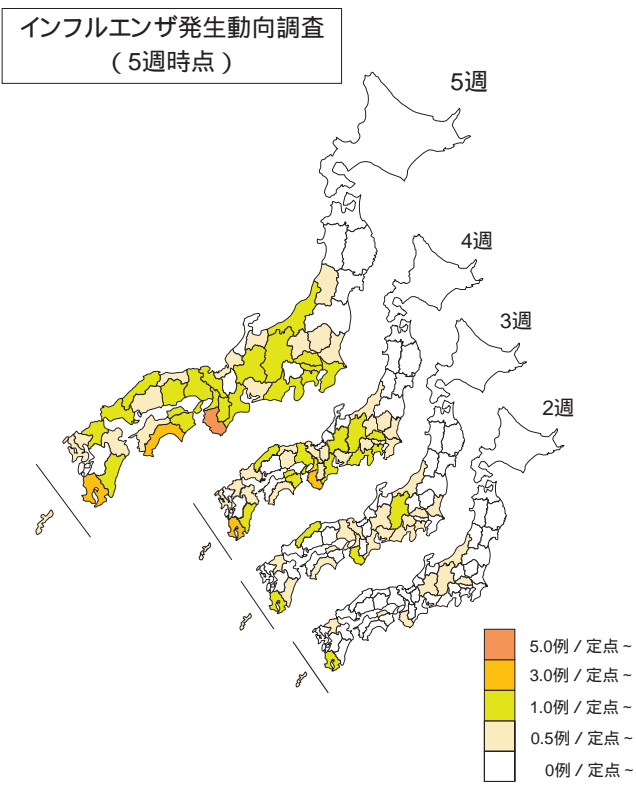 インフルエンザ発生動向調査
（5週時点）
5週
4週
3週
2週
5.0例 / 定点 ~
3.0例 / 定点 ~
1.0例 / 定点 ~
0.5例 / 定点 ~
0例 / 定点 ~